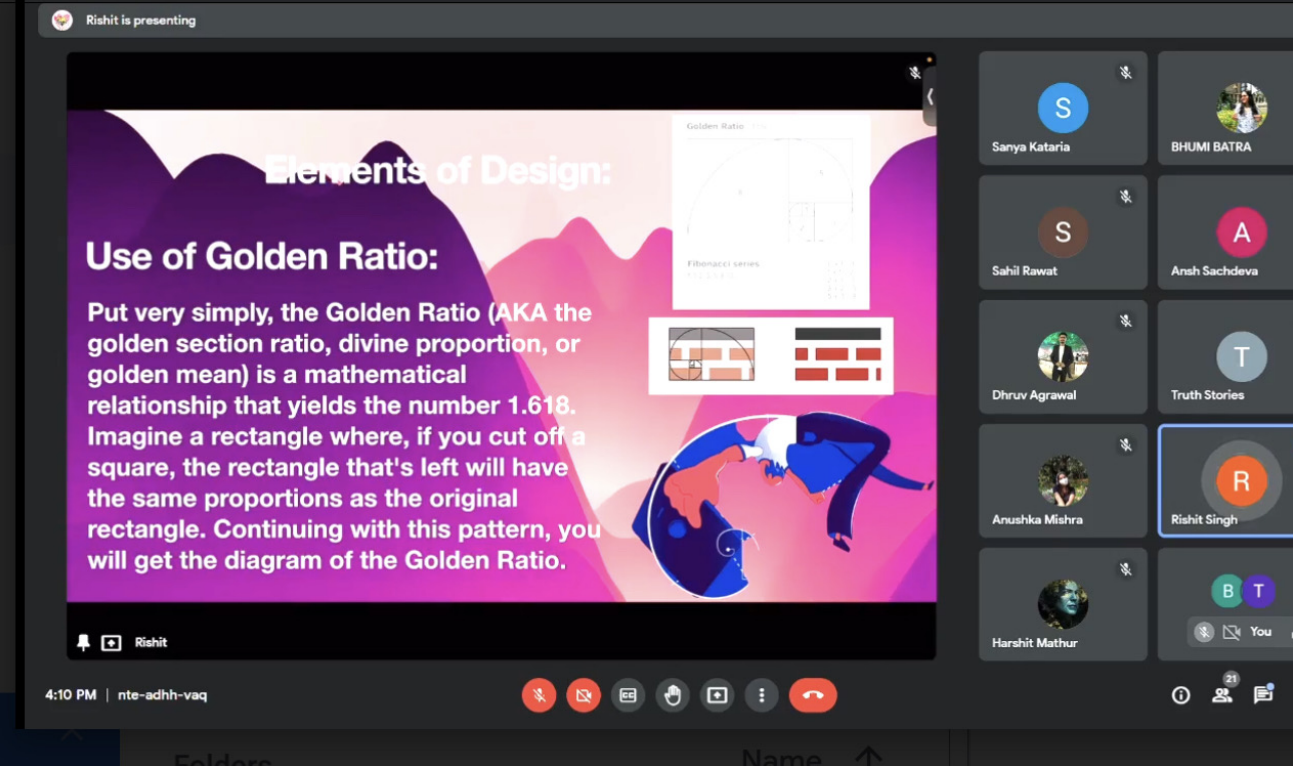 Rishit is presenting
Elements of Design:
Use of Golden Ratio:
Put very simply, the Golden Ratio (AKA the
golden section ratio, divine proportion, or
golden mean) is a mathematical
relationship that yields the number 1.618.
Imagine a rectangle where, if you cut off a
square, the rectangle that's left will have
the same proportions as the original
rectangle. Continuing with this pattern, you
will get the diagram of the Golden Ratio.
Golden Ratio
Fibonacci series
Rishit
S
Sanya Kataria
BHUMI BATRA
S
Sahil Rawat
A
Ansh Sachdeva
Dhruv Agrawal
T
Truth Stories
Anushka Mishra
R
Rishit Singh
Harshit Mathur
B T
You
4:10 PM | nte-adhh-vaq
CC
21
Folders
Name